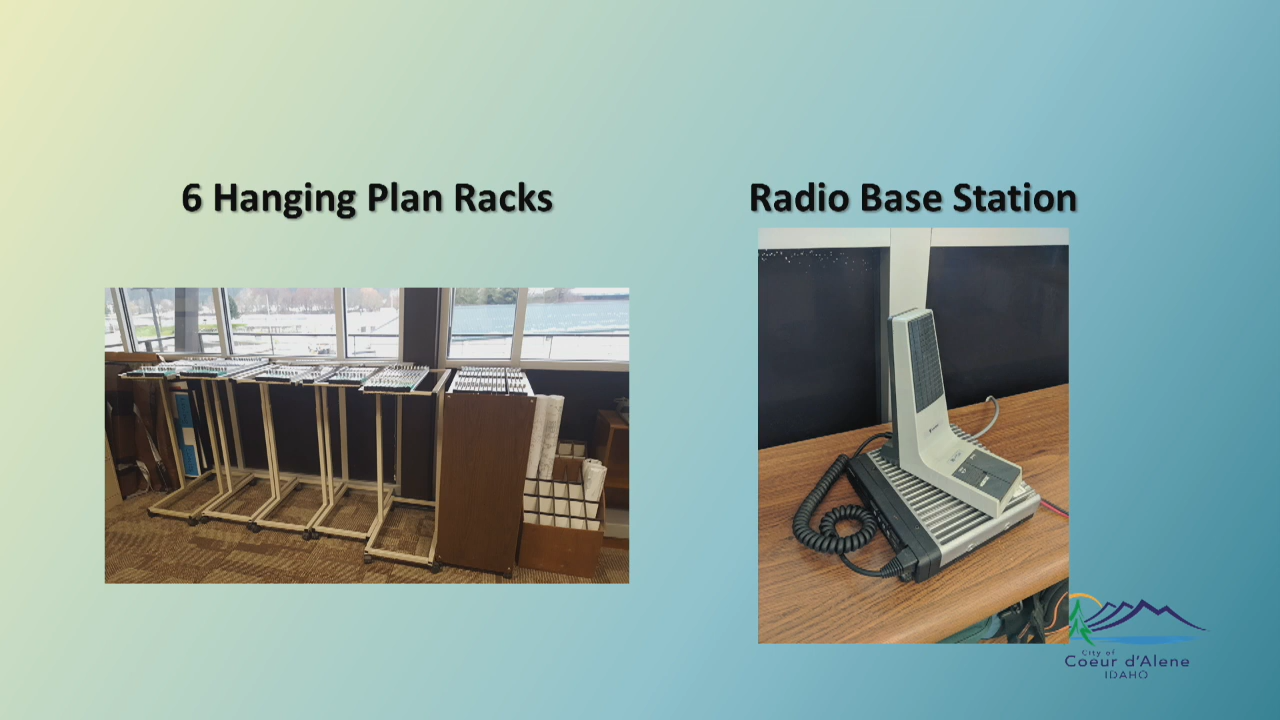 6 Hanging Plan Racks
Radio Base Station
City of
Coeur d'Alene
IDAHO